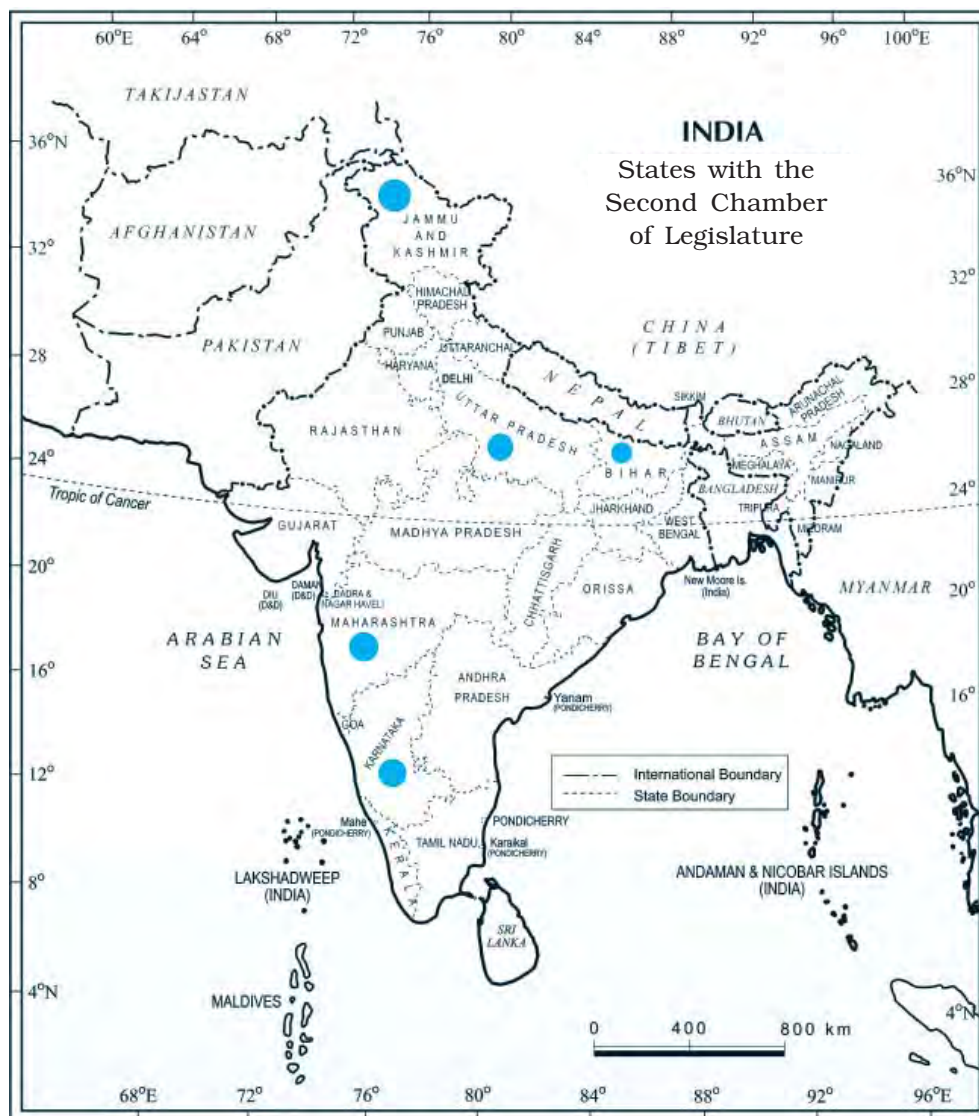 60°E 64° 68° 72° 76° 80° 84° 88° 92° 96° 100°E
TAKIJASTAN
INDIA
States with the
Second Chamber
of Legislature
36°N
36°N
JAMMU
AND
KASHMIR
AFGHANISTAN
32°
32°
HIMACHAL
PRADESH
PUNJAB
UTTARANCHAL
HARYANA
DELHI
PAKISTAN
CHINA
(TIBET)
28°
28°
NEPAL
SIKKIM
BHUTAN
ARUNACHAL
PRADESH
RAJASTHAN
UTTAR PRADESH
BIHAR
ASSAM
NAGALAND
MEGHALAYA
MANIPUR
BANGLADESH
24°
24°
Tropic of Cancer
TRIPURA
MIZORAM
GUJARAT
MADHYA PRADESH
JHARKHAND
WEST
BENGAL
CHHATTISGARH
ORISSA
New Moore Is.
(India)
MYANMAR
20°
20°
DIU
(D&D)
DAMAN
(D&D)
DADRA &
NAGAR HAVELI
MAHARASHTRA
ARABIAN
SEA
BAY OF
BENGAL
16°
16°
ANDHRA
PRADESH
Yanam
(PONDICHERRY)
GOA
KARNATAKA
12°
12°
International Boundary
State Boundary
Mahe
(PONDICHERRY)
KERALA
TAMIL NADU
PONDICHERRY
Karaikal
(PONDICHERRY)
LAKSHADWEEP
(INDIA)
ANDAMAN & NICOBAR ISLANDS
(INDIA)
8°
8°
SRI
LANKA
MALDIVES
4°N
4°N
0 400 800 km
68°E 72° 76° 80° 84° 88° 92° 96°E